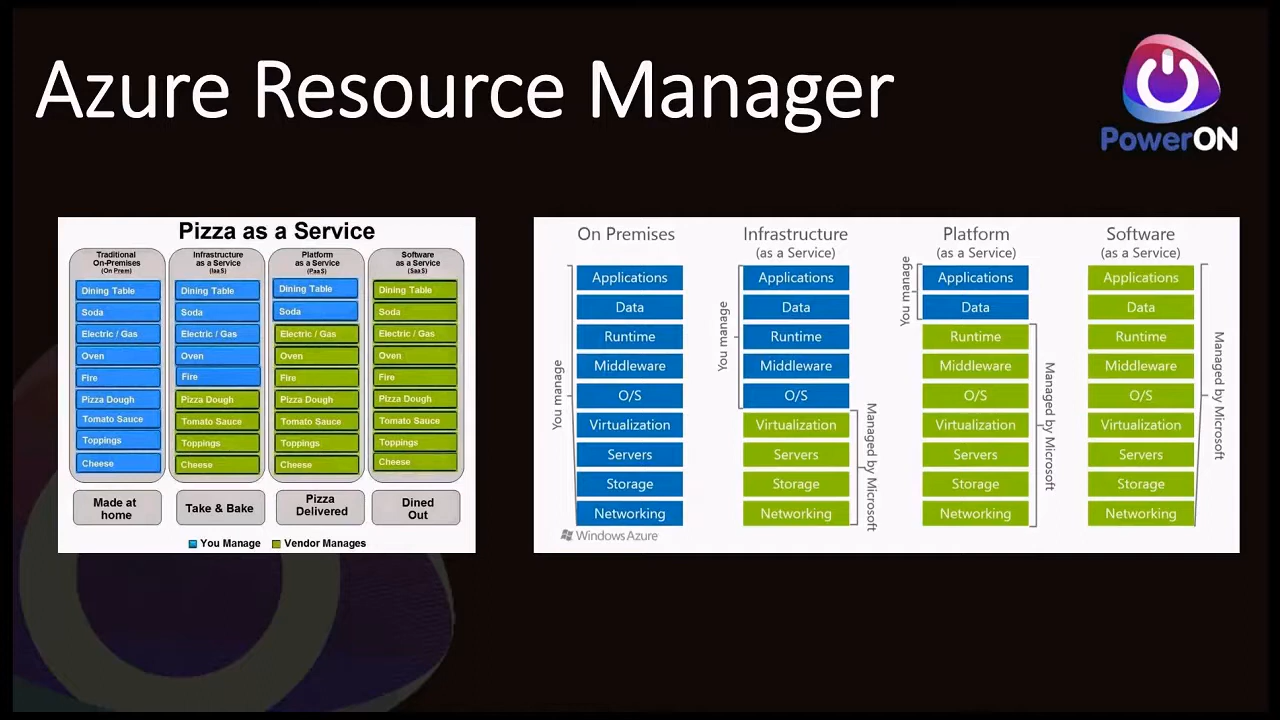 Azure Resource Manager
PowerON
Pizza as a Service
Traditional
On-Premises
(On Prem)
Dining Table
Soda
Electric / Gas
Oven
Fire
Pizza Dough
Tomato Sauce
Toppings
Cheese
Made at
home
Infrastructure
as a Service
(IaaS)
Dining Table
Soda
Electric / Gas
Oven
Fire
Pizza Dough
Tomato Sauce
Toppings
Cheese
Take & Bake
Platform
as a Service
(PaaS)
Dining Table
Soda
Electric / Gas
Oven
Fire
Pizza Dough
Tomato Sauce
Toppings
Cheese
Pizza
Delivered
Software
as a Service
(SaaS)
Dining Table
Soda
Electric / Gas
Oven
Fire
Pizza Dough
Tomato Sauce
Toppings
Cheese
Dined
Out
You Manage
Vendor Manages
On Premises
You manage
Applications
Data
Runtime
Middleware
O/S
Virtualization
Servers
Storage
Networking
Infrastructure
(as a Service)
You manage
Applications
Data
Runtime
Middleware
O/S
Virtualization
Servers
Storage
Networking
Managed by Microsoft
Platform
(as a Service)
You manage
Applications
Data
Runtime
Middleware
O/S
Virtualization
Servers
Storage
Networking
Managed by Microsoft
Software
(as a Service)
Applications
Data
Runtime
Middleware
O/S
Virtualization
Servers
Storage
Networking
Managed by Microsoft
Windows Azure